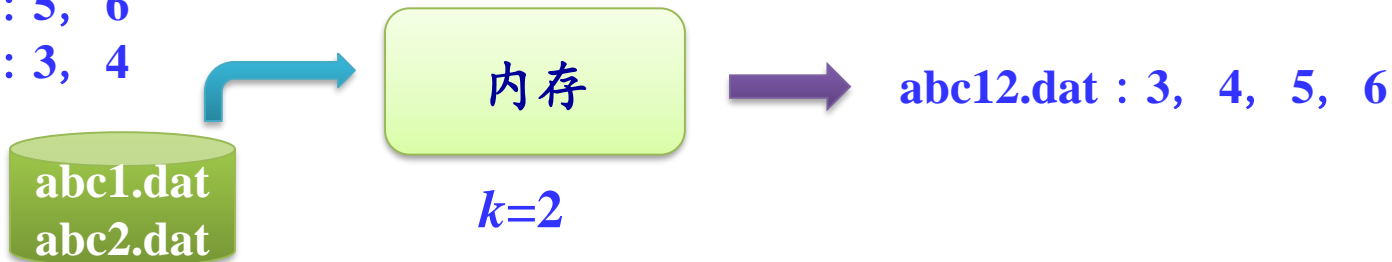 : 5, 6
: 3, 4
内存
abc12.dat : 3, 4, 5, 6
abc1.dat
abc2.dat
k=2